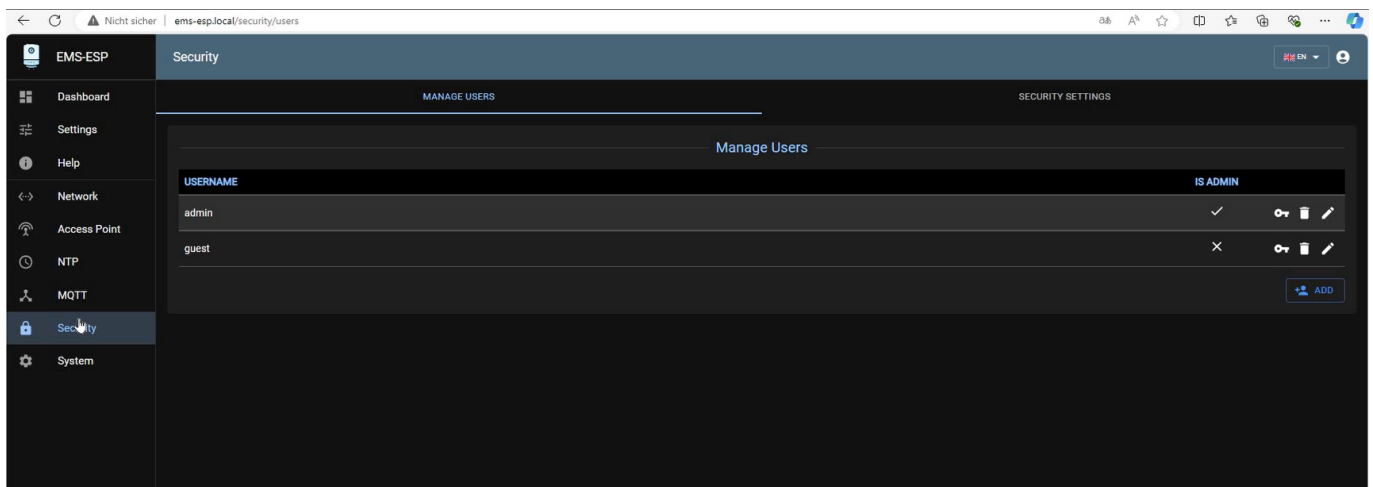 Nicht sicher | ems-esp.local/security/users
EMS-ESP
Security
EN
Dashboard
MANAGE USERS
SECURITY SETTINGS
Settings
Manage Users
Help
USERNAME
IS ADMIN
Network
admin
Access Point
guest
NTP
MQTT
ADD
Security
System